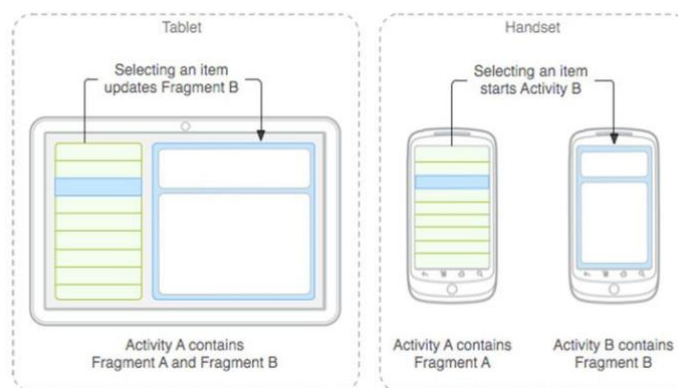 Tablet
Selecting an item
updates Fragment B
Activity A contains
Fragment A and Fragment B
Handset
Selecting an item
starts Activity B
Activity A contains
Fragment A
Activity B contains
Fragment B